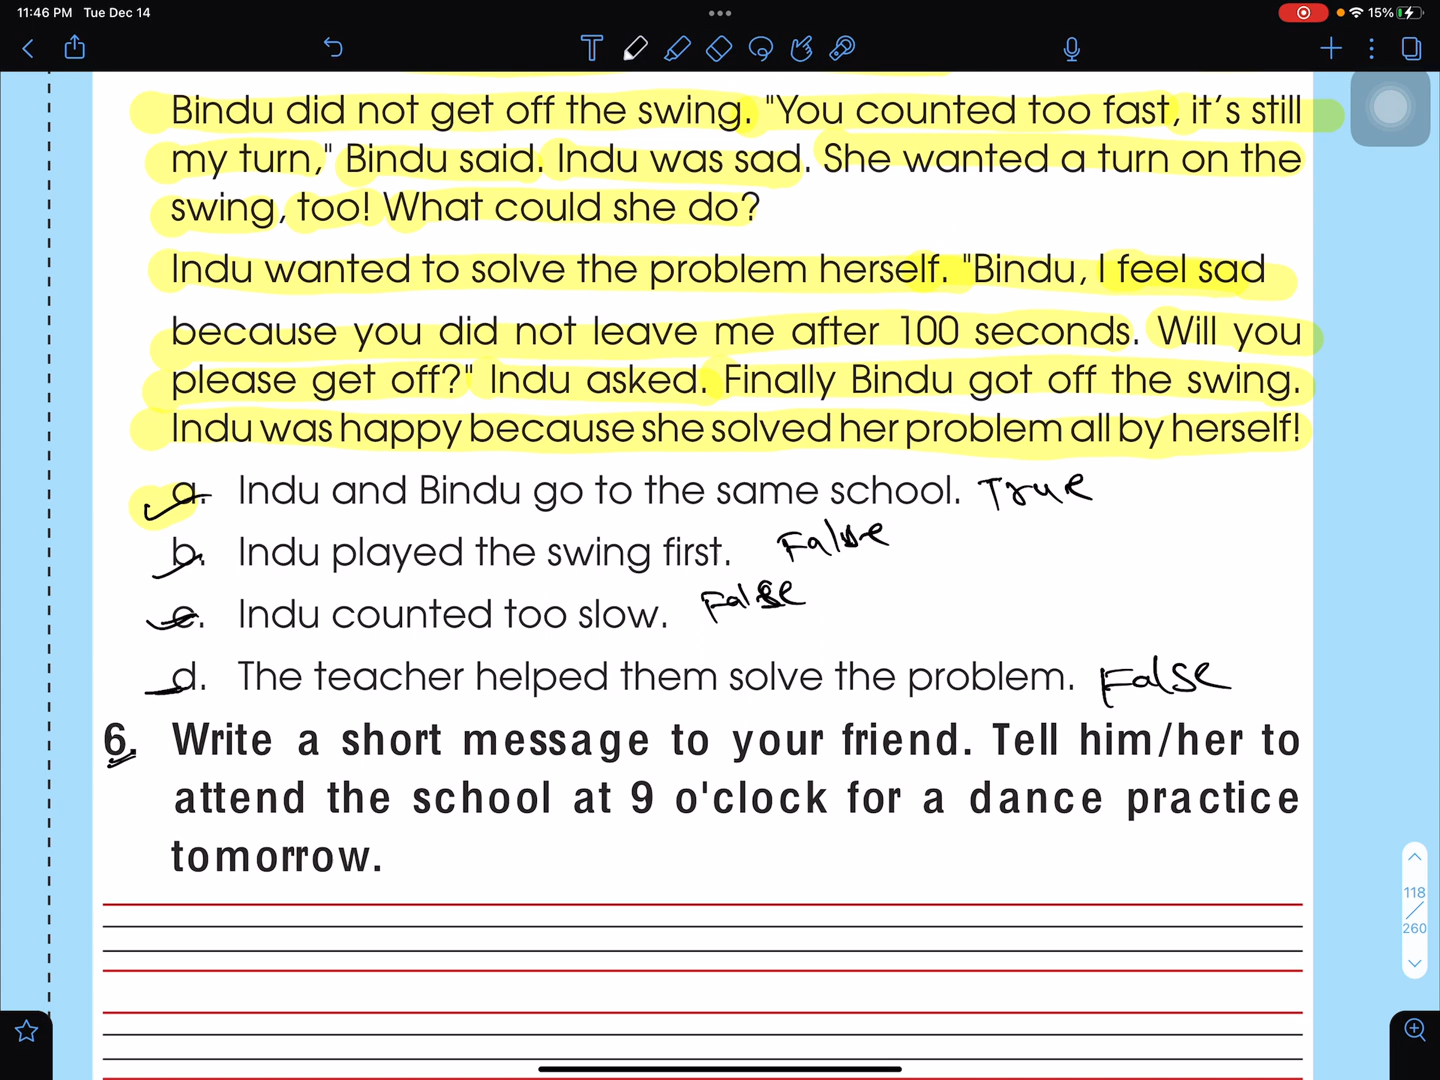 11:46 PM Tue Dec 14
15%
Bindu did not get off the swing. "You counted too fast, it's still
my turn," Bindu said. Indu was sad. She wanted a turn on the
swing, too! What could she do?
Indu wanted to solve the problem herself. "Bindu, I feel sad
because you did not leave me after 100 seconds. Will you
please get off?" Indu asked. Finally Bindu got off the swing.
Indu was happy because she solved her problem all by herself!
a. Indu and Bindu go to the same school. True
b. Indu played the swing first. False
c. Indu counted too slow. False
d. The teacher helped them solve the problem. False
6. Write a short message to your friend. Tell him/her to
attend the school at 9 o'clock for a dance practice
tomorrow.
118
260